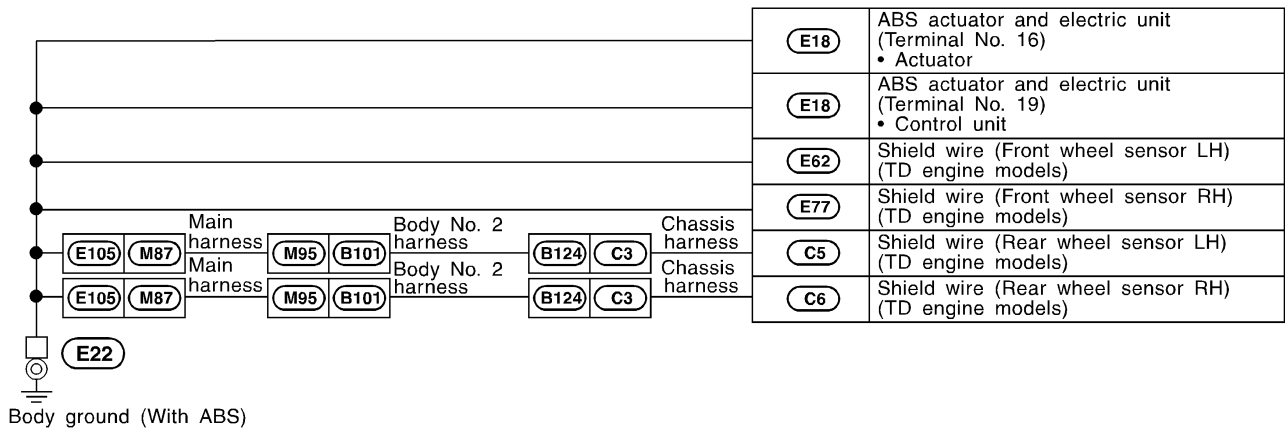 E18
ABS actuator and electric unit
(Terminal No. 16)
• Actuator
E18
ABS actuator and electric unit
(Terminal No. 19)
• Control unit
E62
Shield wire (Front wheel sensor LH)
(TD engine models)
E77
Shield wire (Front wheel sensor RH)
(TD engine models)
E105 M87
Main
harness
M95 B101
Body No. 2
harness
B124 C3
Chassis
harness
C5
Shield wire (Rear wheel sensor LH)
(TD engine models)
E105 M87
Main
harness
M95 B101
Body No. 2
harness
B124 C3
Chassis
harness
C6
Shield wire (Rear wheel sensor RH)
(TD engine models)
E22
Body ground (With ABS)